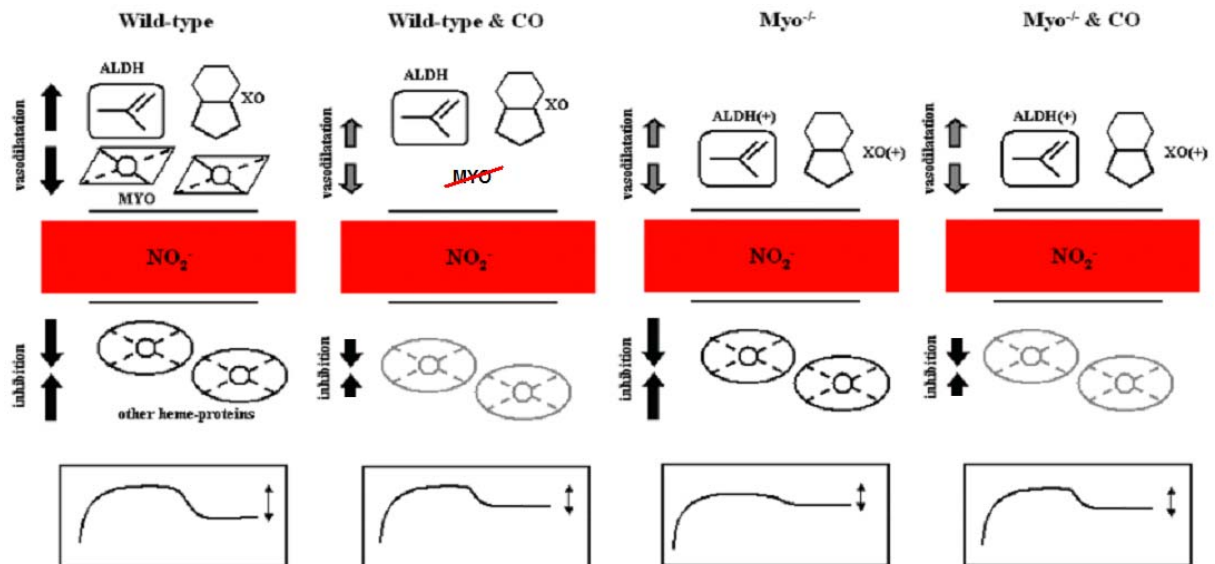 Wild-type
Wild-type & CO
Myo⁻/⁻
Myo⁻/⁻ & CO
vasodilatation
ALDH
XO
MYO
vasodilatation
ALDH
XO
MYO
vasodilatation
ALDH(+)
XO(+)
vasodilatation
ALDH(+)
XO(+)
NO₂⁻
NO₂⁻
NO₂⁻
NO₂⁻
inhibition
other heme-proteins
inhibition
inhibition
inhibition